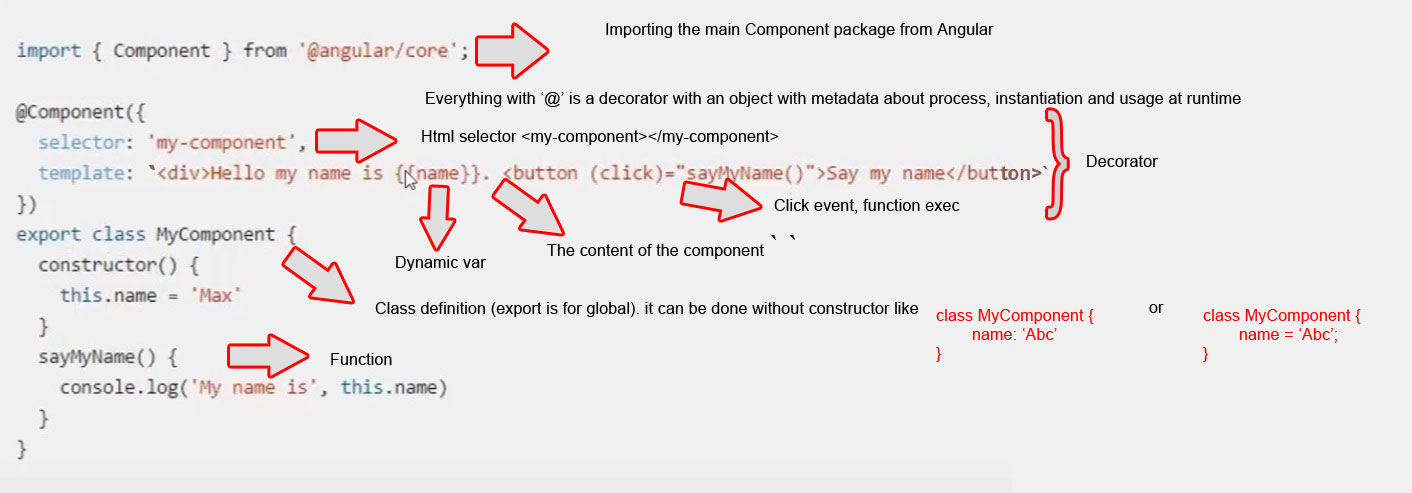 Importing the main Component package from Angular
import { Component } from '@angular/core';
Everything with ‘@’ is a decorator with an object with metadata about process, instantiation and usage at runtime
@Component({
selector: 'my-component',
Html selector <my-component></my-component>
Decorator
template: `<div>Hello my name is {{name}}. <button (click)="sayMyName()">Say my name</button>`
})
Click event, function exec
export class MyComponent {
The content of the component ` `
Dynamic var
constructor() {
this.name = 'Max'
Class definition (export is for global). it can be done without constructor like
class MyComponent {
name: ‘Abc’
}
or
class MyComponent {
name = ‘Abc’;
}
}
sayMyName() {
Function
console.log('My name is', this.name)
}
}